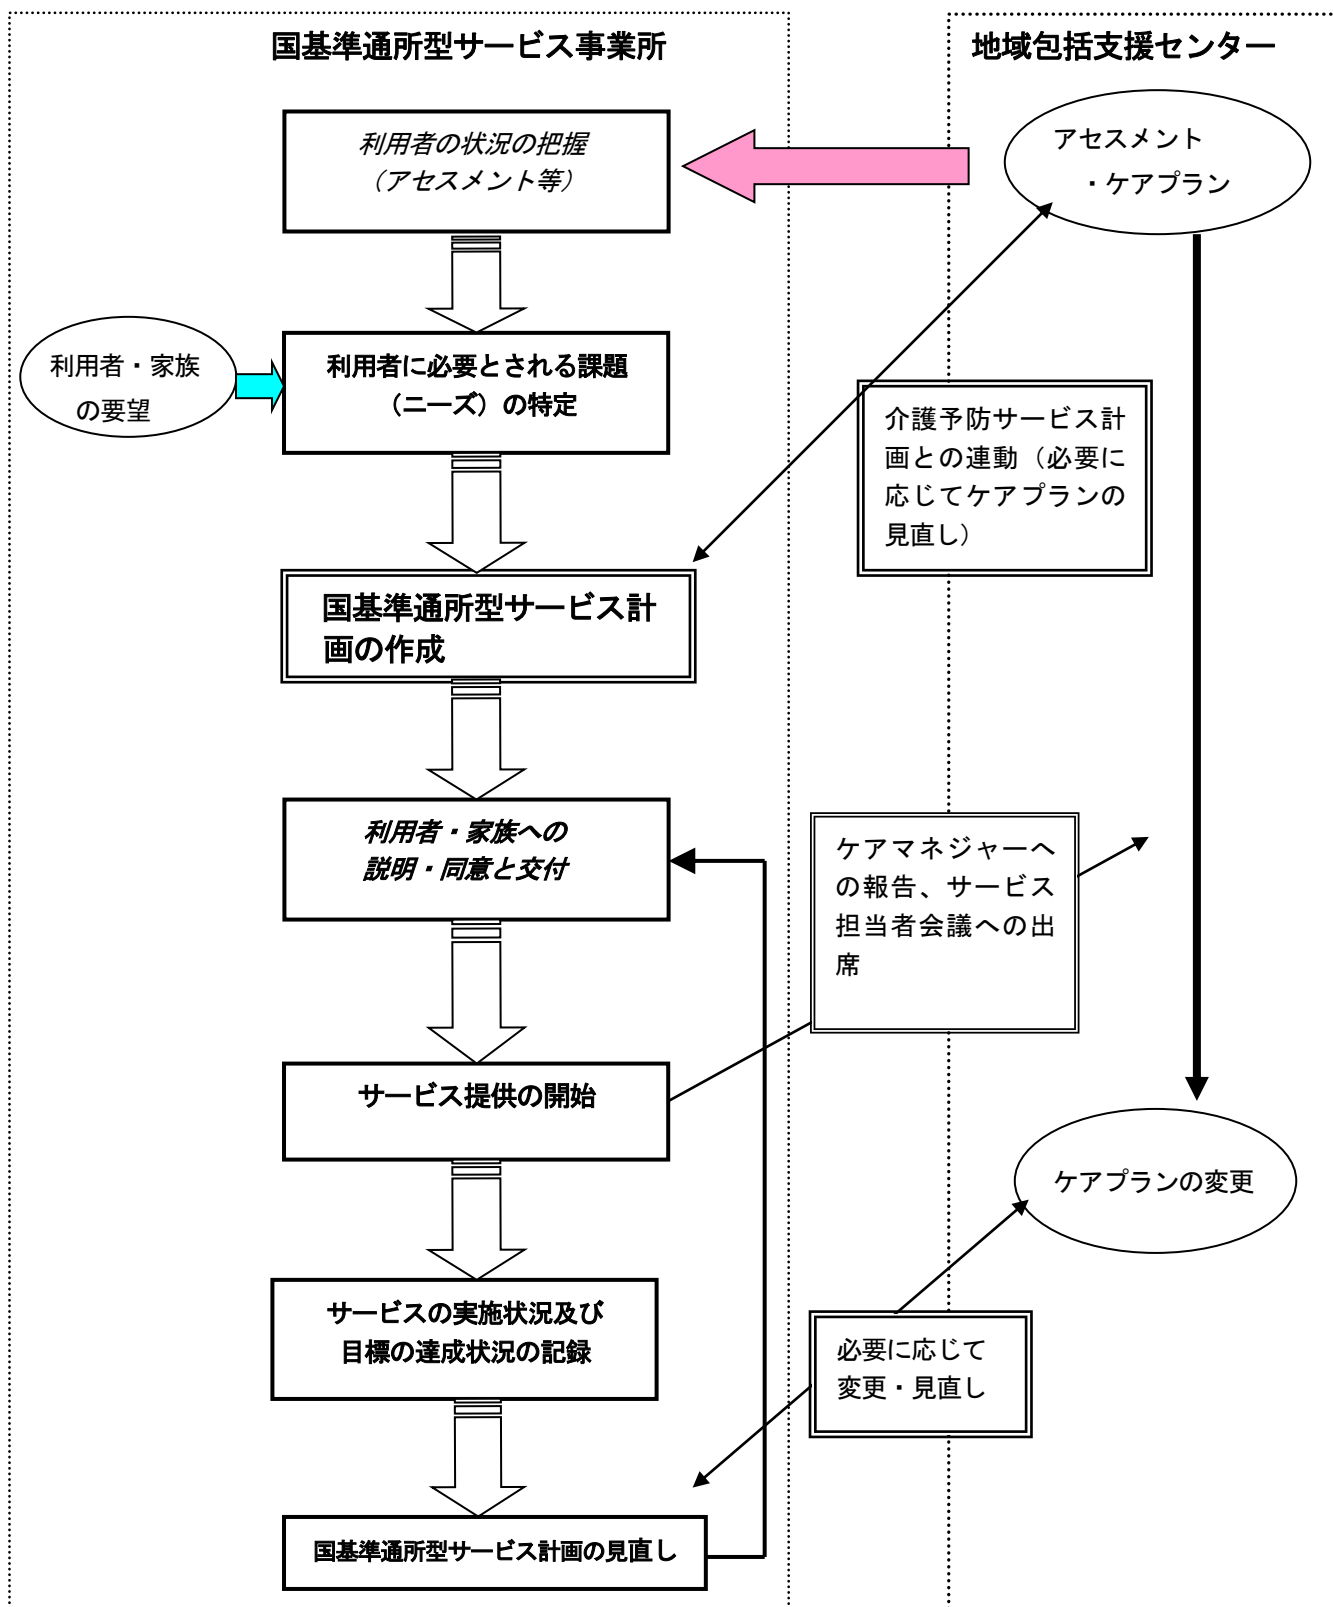 国基準通所型サービス事業所
地域包括支援センター
利用者の状況の把握
（アセスメント等）
アセスメント
・ケアプラン
利用者・家族
の要望
利用者に必要とされる課題
（ニーズ）の特定
介護予防サービス計
画との連動（必要に
応じてケアプランの
見直し）
国基準通所型サービス計
画の作成
利用者・家族への
説明・同意と交付
ケアマネジャーへ
の報告、サービス
担当者会議への出
席
サービス提供の開始
ケアプランの変更
サービスの実施状況及び
目標の達成状況の記録
必要に応じて
変更・見直し
国基準通所型サービス計画の見直し